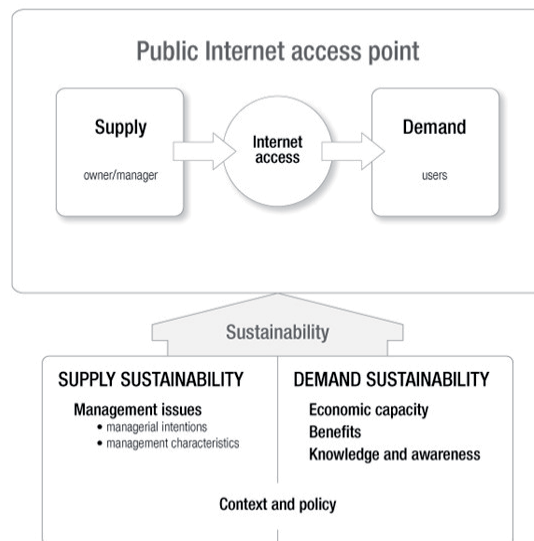 Public Internet access point
Supply
owner/manager
Internet
access
Demand
users
Sustainability
SUPPLY SUSTAINABILITY
Management issues
• managerial intentions
• management characteristics
DEMAND SUSTAINABILITY
Economic capacity
Benefits
Knowledge and awareness
Context and policy